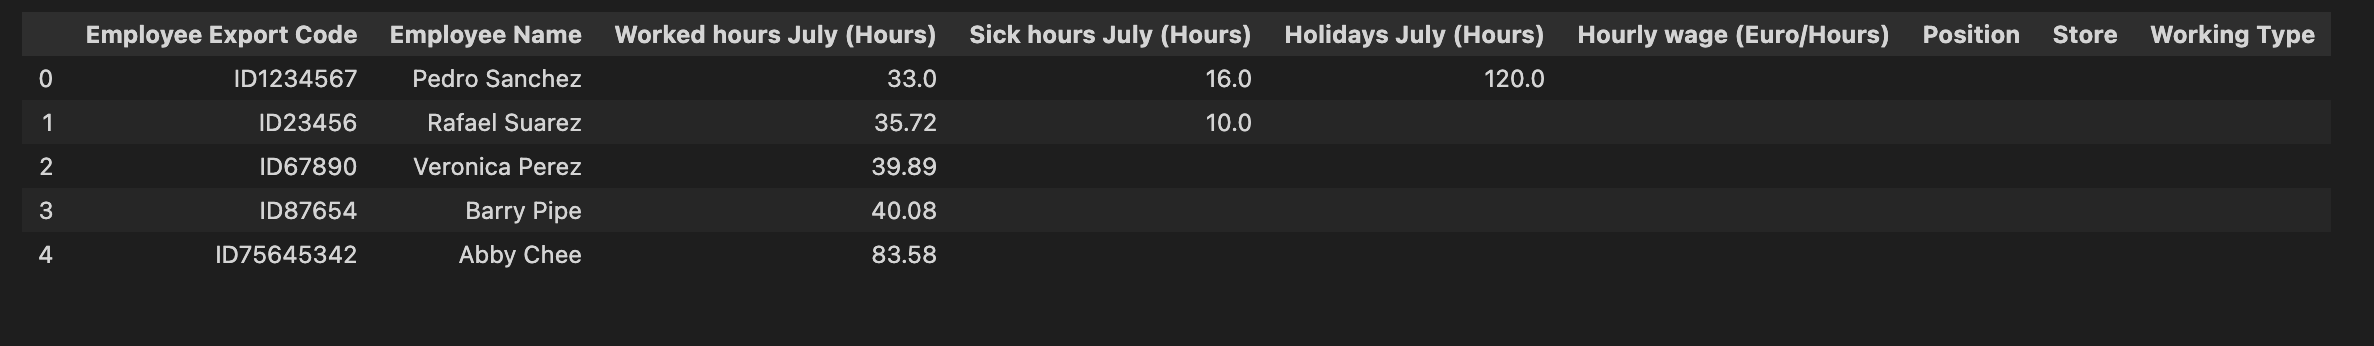 Employee Export Code Employee Name Worked hours July (Hours) Sick hours July (Hours) Holidays July (Hours) Hourly wage (Euro/Hours) Position Store Working Type
0 ID1234567 Pedro Sanchez 33.0 16.0 120.0
1 ID23456 Rafael Suarez 35.72 10.0
2 ID67890 Veronica Perez 39.89
3 ID87654 Barry Pipe 40.08
4 ID75645342 Abby Chee 83.58